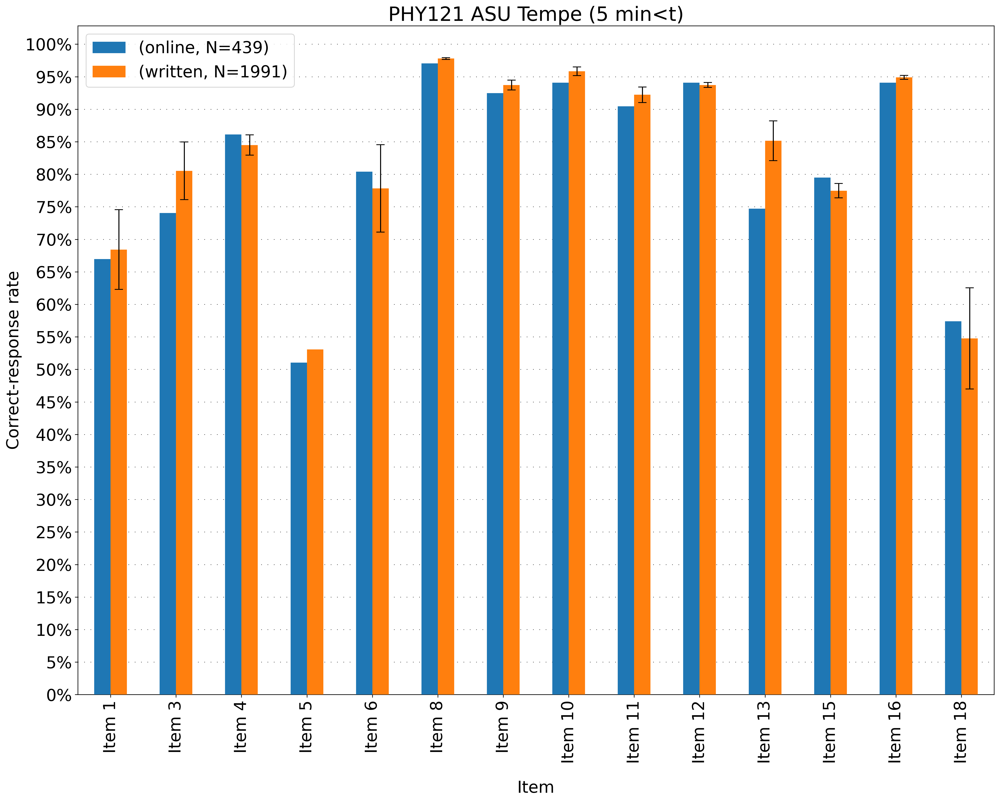 PHY121 ASU Tempe (5 min<t)
(online, N=439)
(written, N=1991)
Correct-response rate
100%
95%
90%
85%
80%
75%
70%
65%
60%
55%
50%
45%
40%
35%
30%
25%
20%
15%
10%
5%
0%
Item 1
Item 3
Item 4
Item 5
Item 6
Item 8
Item 9
Item 10
Item 11
Item 12
Item 13
Item 15
Item 16
Item 18
Item